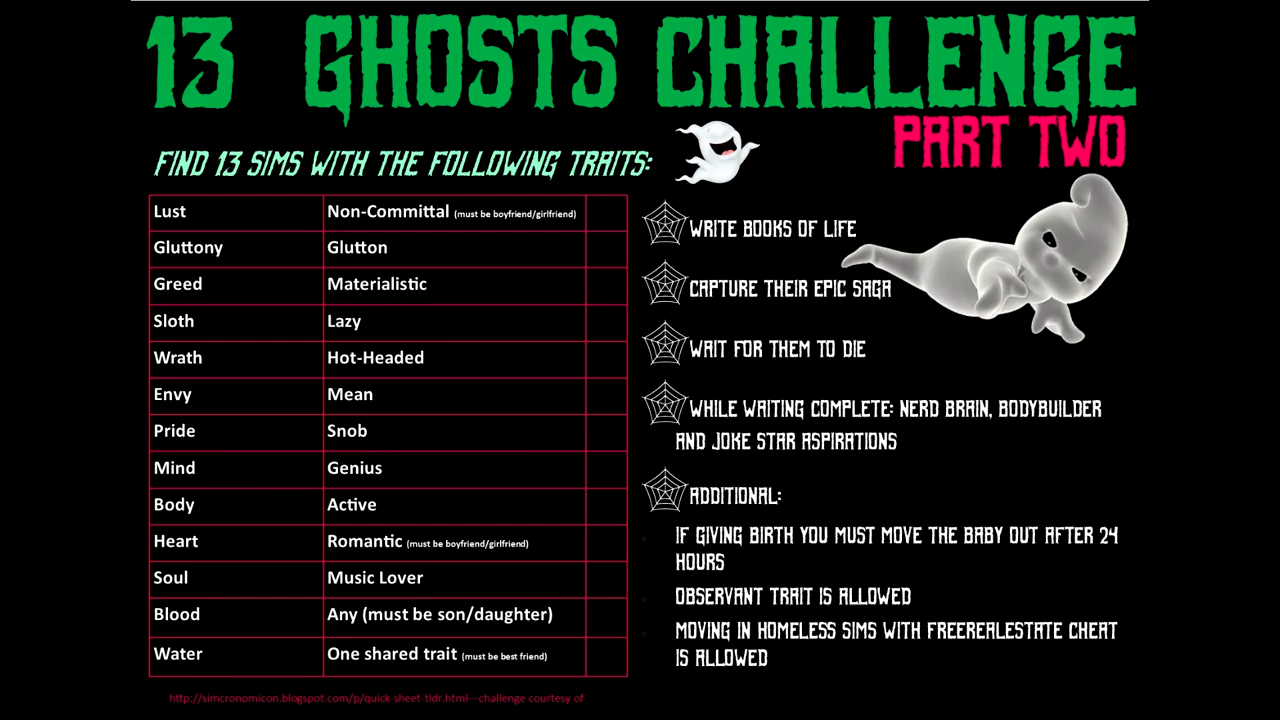 13 GHOSTS CHALLENGE
PART TWO
FIND 13 SIMS WITH THE FOLLOWING TRAITS:
Lust Non-Committal (must be boyfriend/girlfriend)
Gluttony Glutton
Greed Materialistic
Sloth Lazy
Wrath Hot-Headed
Envy Mean
Pride Snob
Mind Genius
Body Active
Heart Romantic (must be boyfriend/girlfriend)
Soul Music Lover
Blood Any (must be son/daughter)
Water One shared trait (must be best friend)
WRITE BOOKS OF LIFE
CAPTURE THEIR EPIC SAGA
WAIT FOR THEM TO DIE
WHILE WAITING COMPLETE: NERD BRAIN, BODYBUILDER
AND JOKE STAR ASPIRATIONS
ADDITIONAL:
IF GIVING BIRTH YOU MUST MOVE THE BABY OUT AFTER 24
HOURS
OBSERVANT TRAIT IS ALLOWED
MOVING IN HOMELESS SIMS WITH FREEREALESTATE CHEAT
IS ALLOWED
http://simcronomicon.blogspot.com/p/quick-sheet-tldr.html---challenge courtesy of